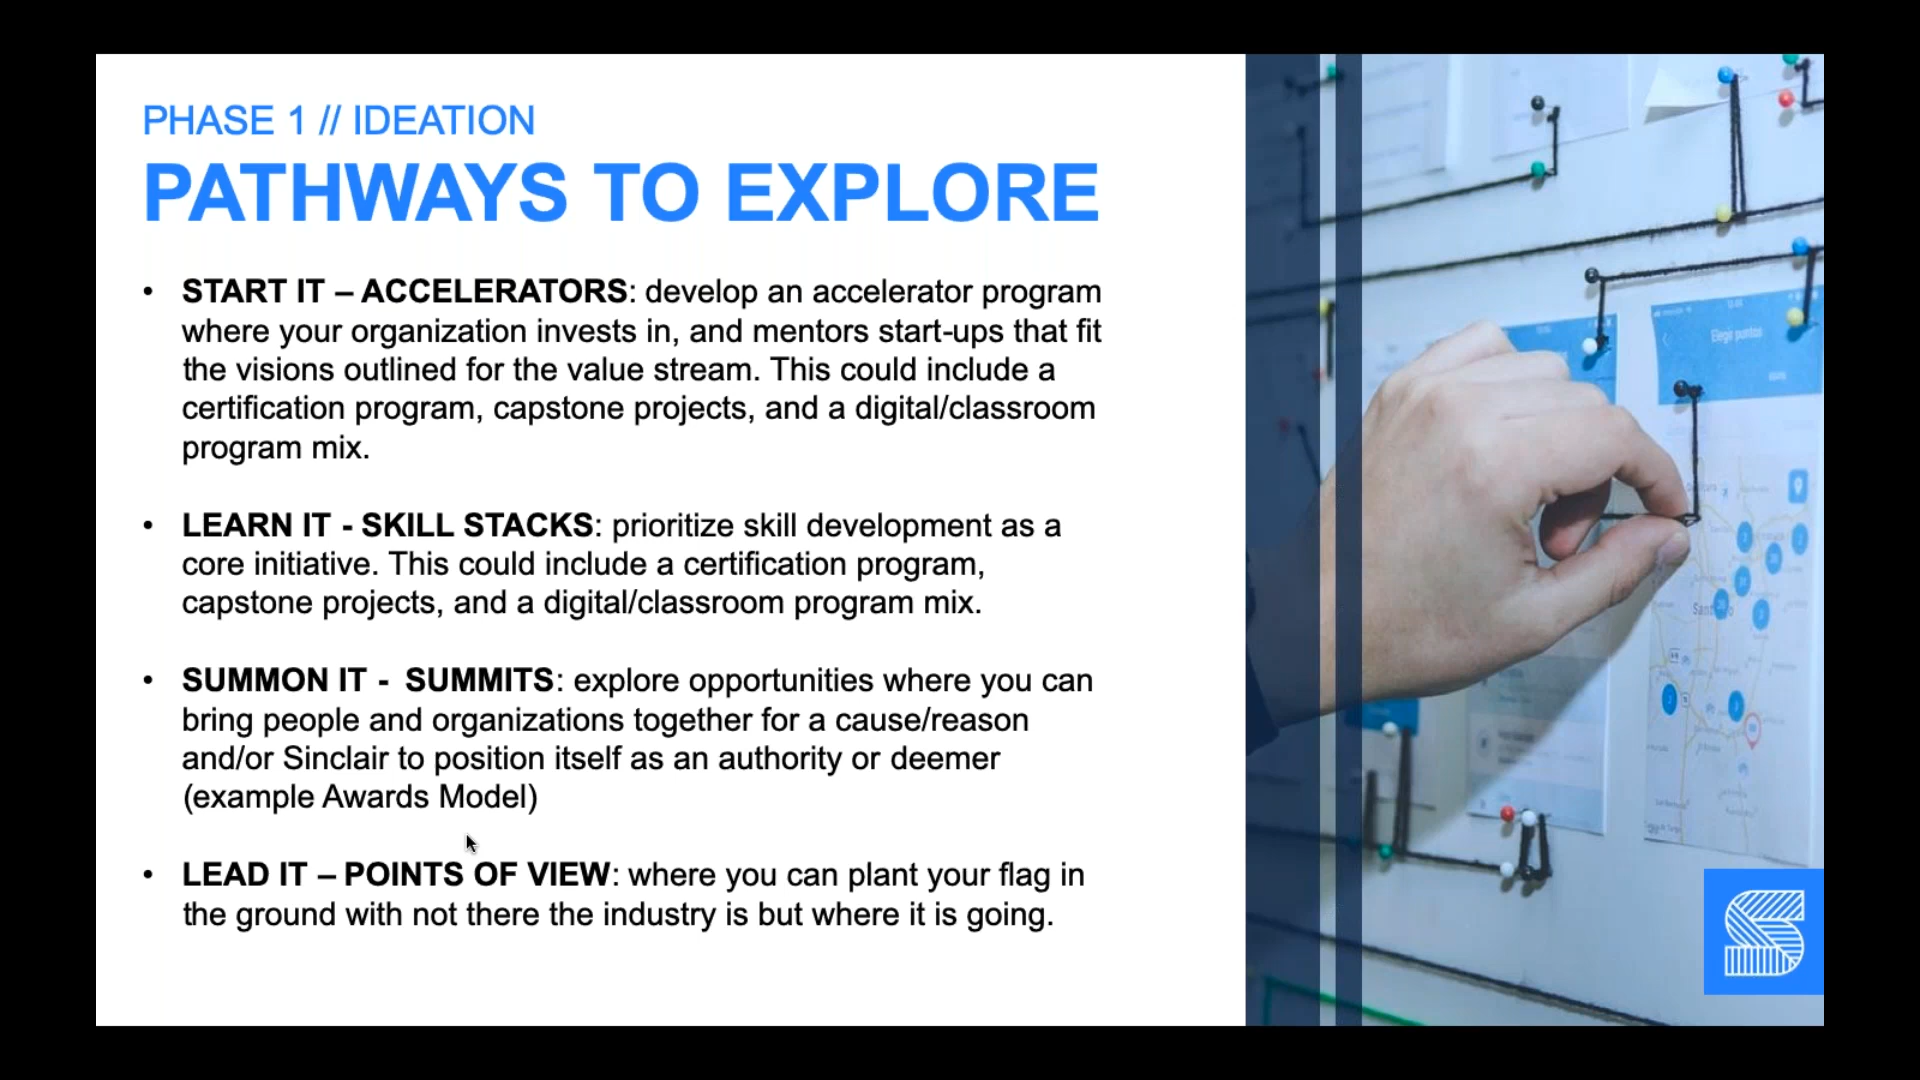 PHASE 1 // IDEATION
PATHWAYS TO EXPLORE
• START IT – ACCELERATORS: develop an accelerator program
where your organization invests in, and mentors start-ups that fit
the visions outlined for the value stream. This could include a
certification program, capstone projects, and a digital/classroom
program mix.
• LEARN IT - SKILL STACKS: prioritize skill development as a
core initiative. This could include a certification program,
capstone projects, and a digital/classroom program mix.
• SUMMON IT -  SUMMITS: explore opportunities where you can
bring people and organizations together for a cause/reason
and/or Sinclair to position itself as an authority or deemer
(example Awards Model)
• LEAD IT – POINTS OF VIEW: where you can plant your flag in
the ground with not there the industry is but where it is going.
Elegir puntos
S